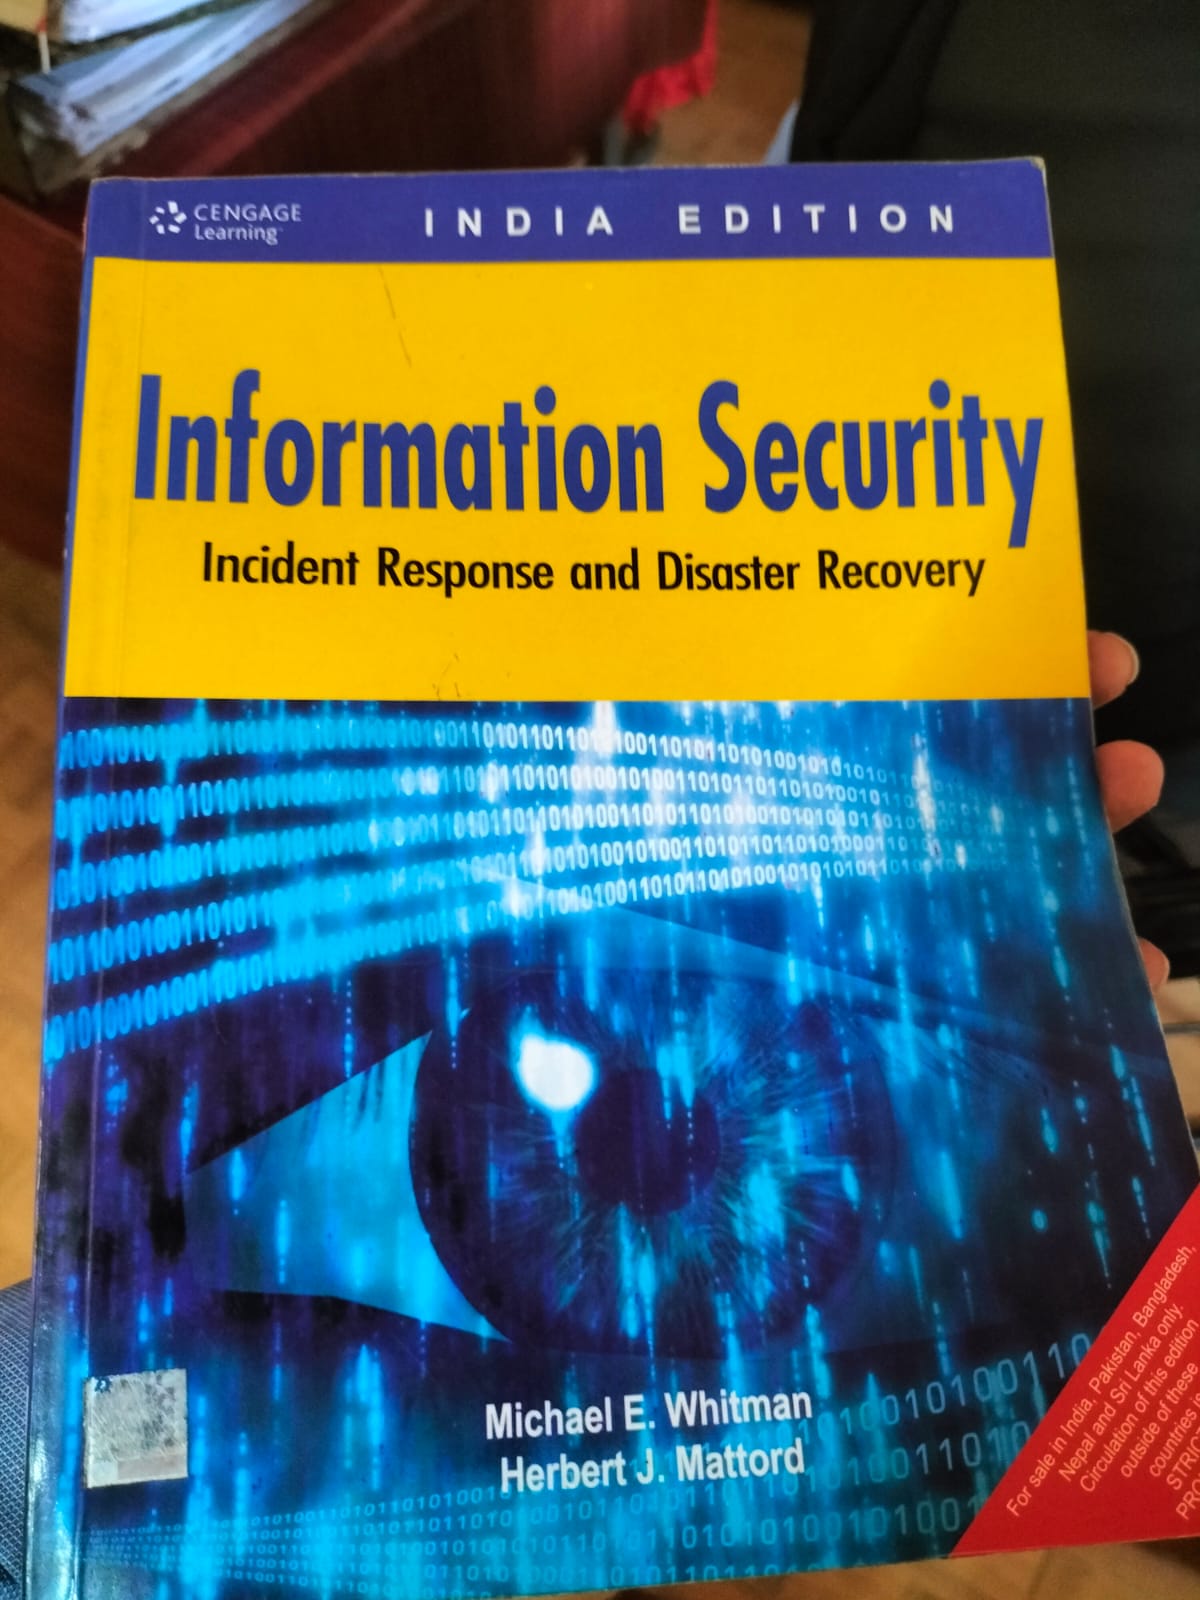 CENGAGE
Learning
INDIA EDITION
Information Security
Incident Response and Disaster Recovery
Michael E. Whitman
Herbert J. Mattord
For sale in India, Pakistan, Bangladesh,
Nepal and Sri Lanka only.
Circulation of this edition
outside of these
countries